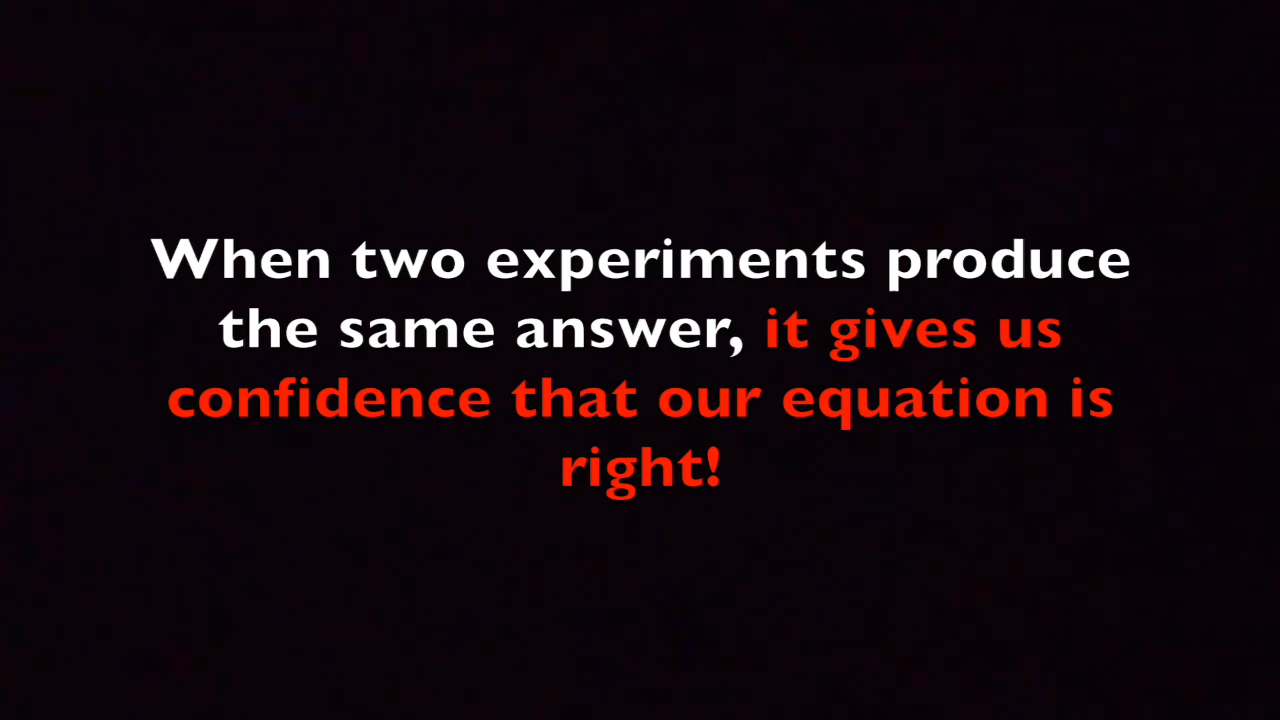 When two experiments produce
the same answer, it gives us
confidence that our equation is
right!